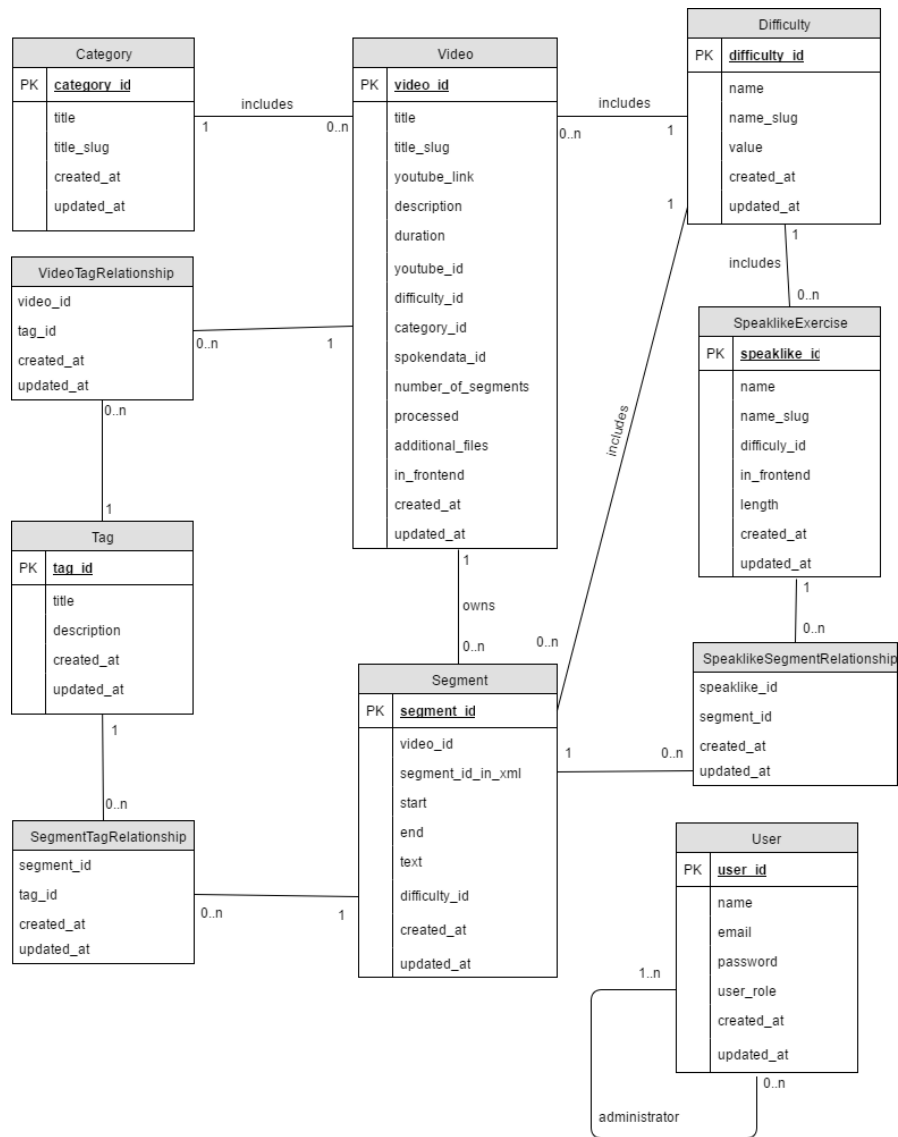 Category
PK category_id
title
title_slug
created_at
updated_at
includes
1
0..n
Video
PK video_id
title
title_slug
youtube_link
description
duration
youtube_id
difficulty_id
category_id
spokendata_id
number_of_segments
processed
additional_files
in_frontend
created_at
updated_at
includes
0..n
1
Difficulty
PK difficulty_id
name
name_slug
value
created_at
updated_at
1
1
includes
0..n
VideoTagRelationship
video_id
tag_id
created_at
updated_at
0..n
1
0..n
1
SpeaklikeExercise
PK speaklike_id
name
name_slug
difficuly_id
in_frontend
length
created_at
updated_at
includes
0..n
1
0..n
Tag
PK tag_id
title
description
created_at
updated_at
1
0..n
1
owns
0..n
Segment
PK segment_id
video_id
segment_id_in_xml
start
end
text
difficulty_id
created_at
updated_at
1
0..n
SpeaklikeSegmentRelationship
speaklike_id
segment_id
created_at
updated_at
SegmentTagRelationship
segment_id
tag_id
created_at
updated_at
0..n
1
User
PK user_id
name
email
password
user_role
created_at
updated_at
1..n
0..n
administrator